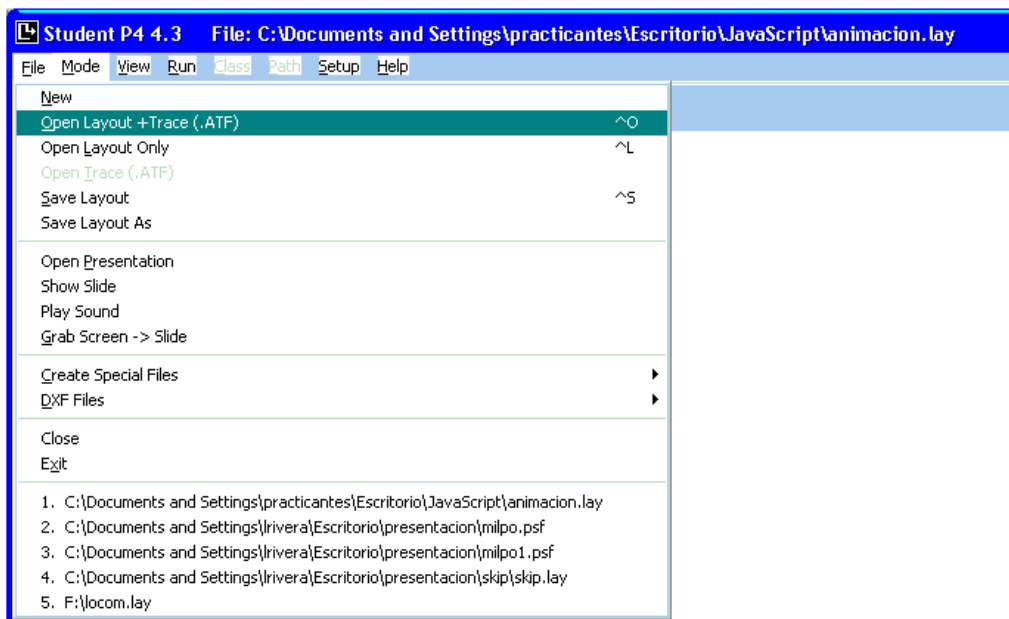 Student P4 4.3 File: C:\Documents and Settings\practicantes\Escritorio\JavaScript\animacion.lay
File Mode View Run Class Path Setup Help
New
Open Layout +Trace (.ATF) ^O
Open Layout Only ^L
Open Trace (.ATF)
Save Layout ^S
Save Layout As
Open Presentation
Show Slide
Play Sound
Grab Screen -> Slide
Create Special Files
DXF Files
Close
Exit
1. C:\Documents and Settings\practicantes\Escritorio\JavaScript\animacion.lay
2. C:\Documents and Settings\lrivera\Escritorio\presentacion\milpo.psf
3. C:\Documents and Settings\lrivera\Escritorio\presentacion\milpo1.psf
4. C:\Documents and Settings\lrivera\Escritorio\presentacion\skip\skip.lay
5. F:\locom.lay